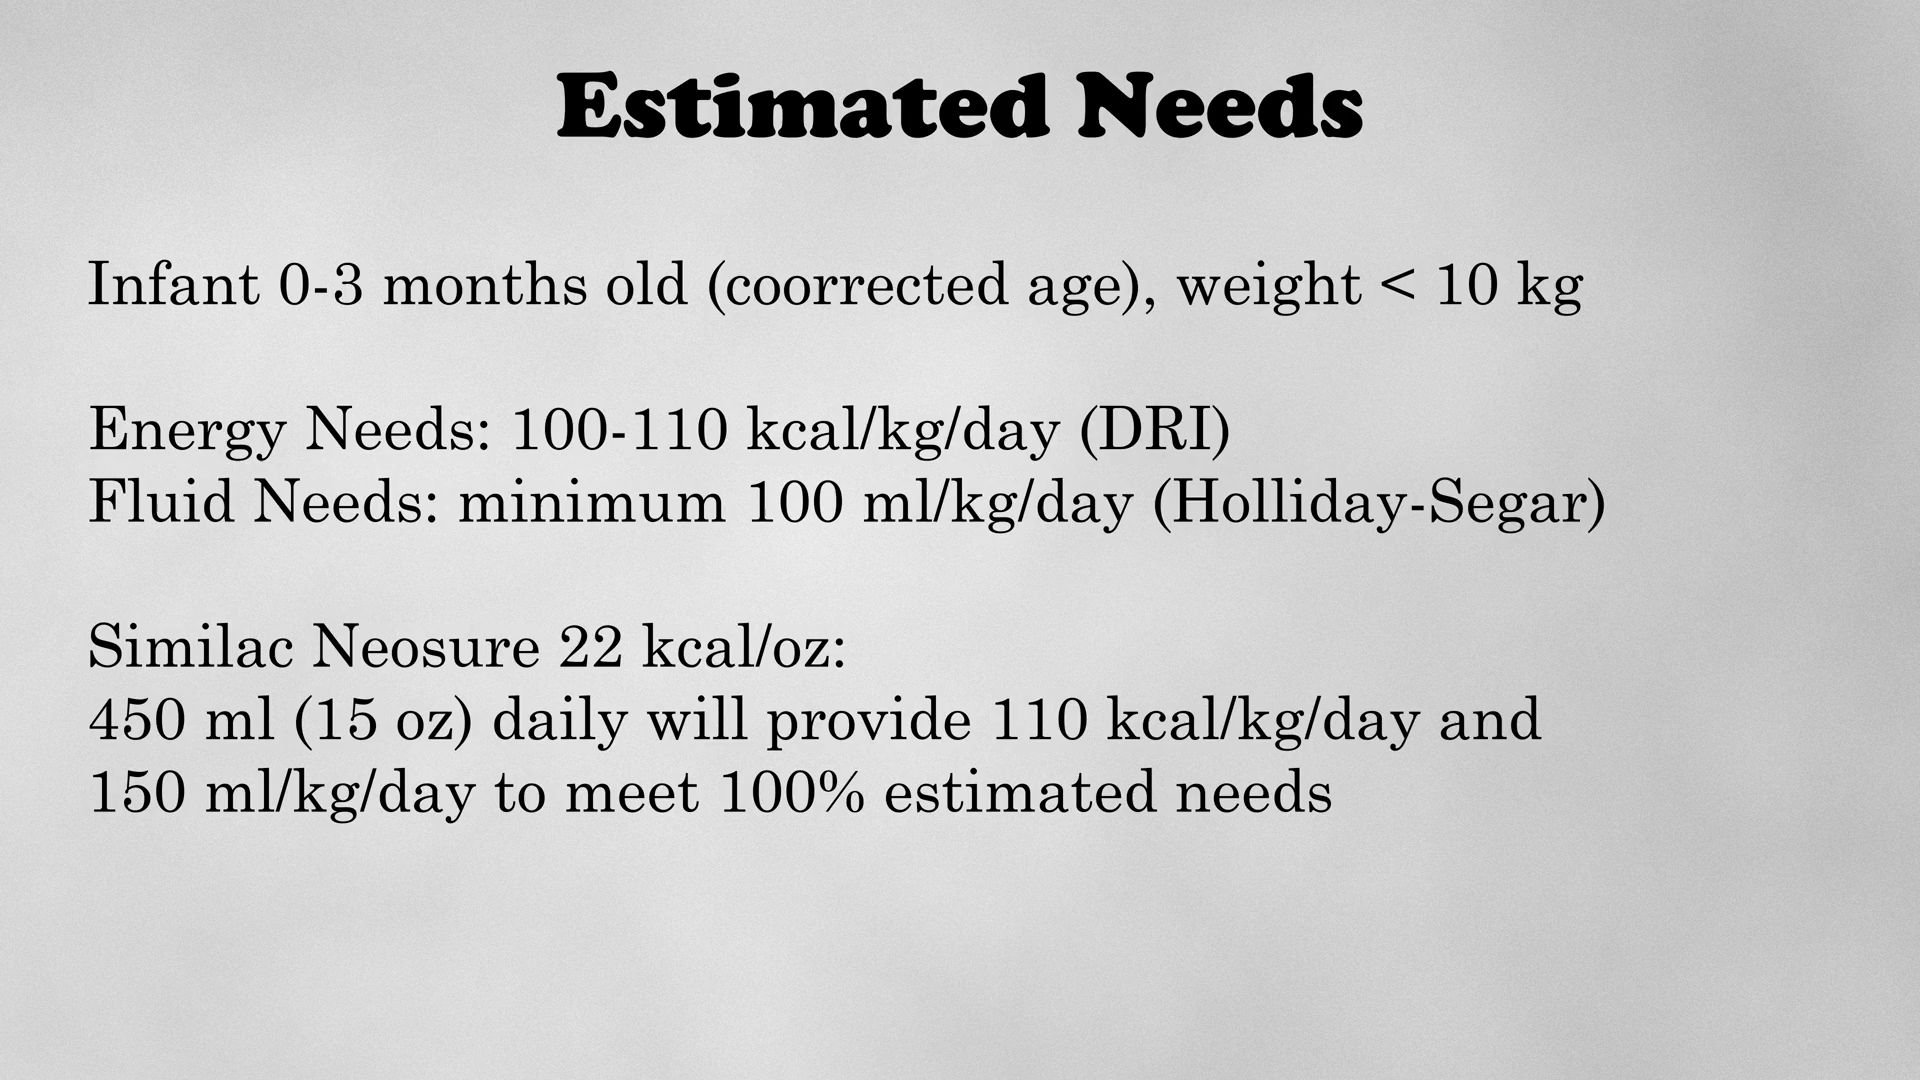 Estimated Needs
Infant 0-3 months old (coorrected age), weight < 10 kg
Energy Needs: 100-110 kcal/kg/day (DRI)
Fluid Needs: minimum 100 ml/kg/day (Holliday-Segar)
Similac Neosure 22 kcal/oz:
450 ml (15 oz) daily will provide 110 kcal/kg/day and
150 ml/kg/day to meet 100% estimated needs